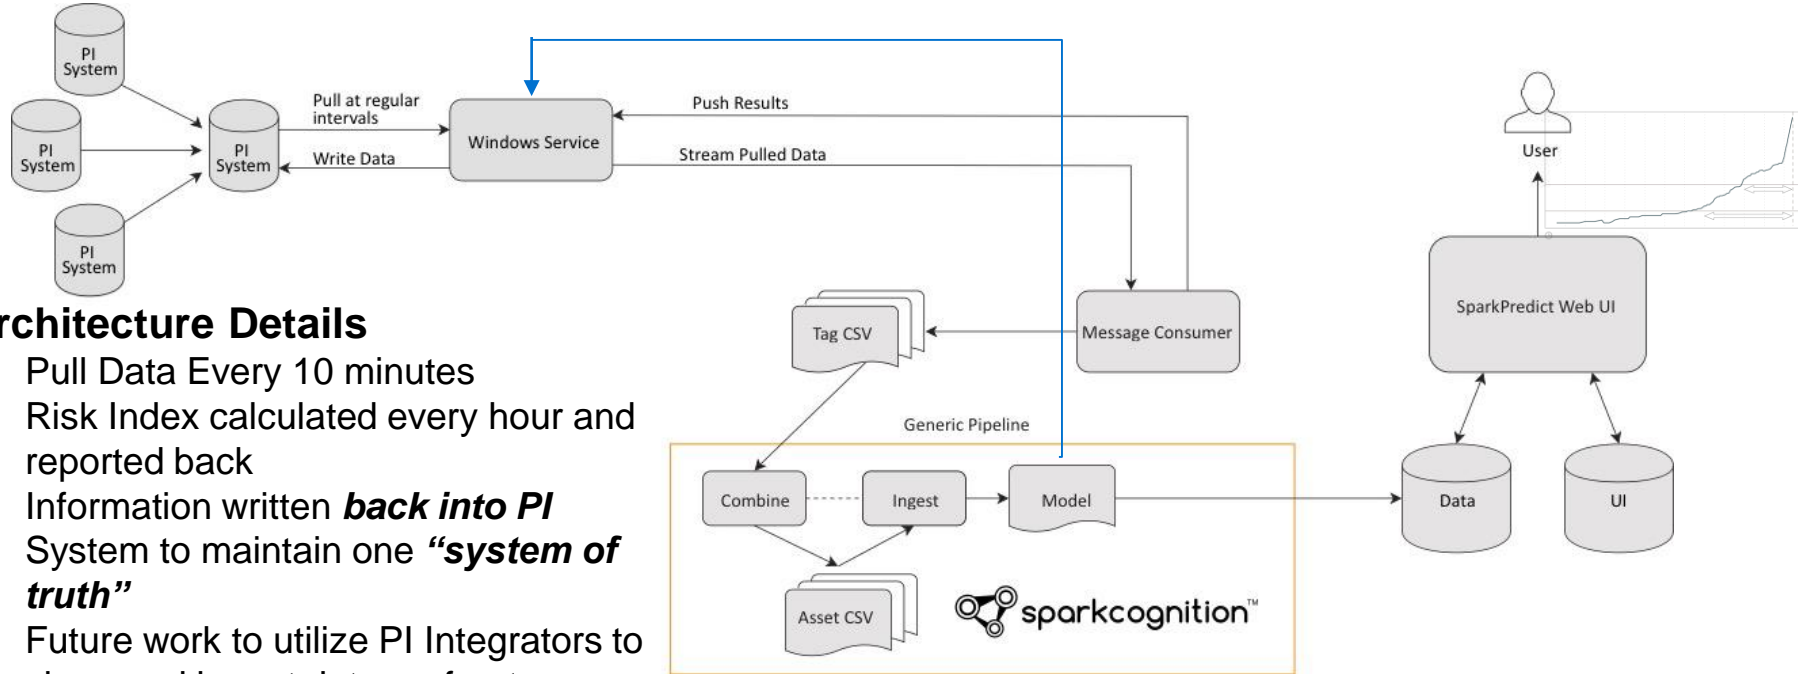 PI
System
PI
System
PI
System
PI
System
Pull at regular
intervals
Write Data
Windows Service
Push Results
Stream Pulled Data
User
SparkPredict Web UI
Message Consumer
Tag CSV
Architecture Details
Pull Data Every 10 minutes
Risk Index calculated every hour and
reported back
Information written back into PI
System to maintain one “system of
truth”
Future work to utilize PI Integrators to
Generic Pipeline
Combine
Ingest
Model
Asset CSV
sparkcognition™
Data
UI